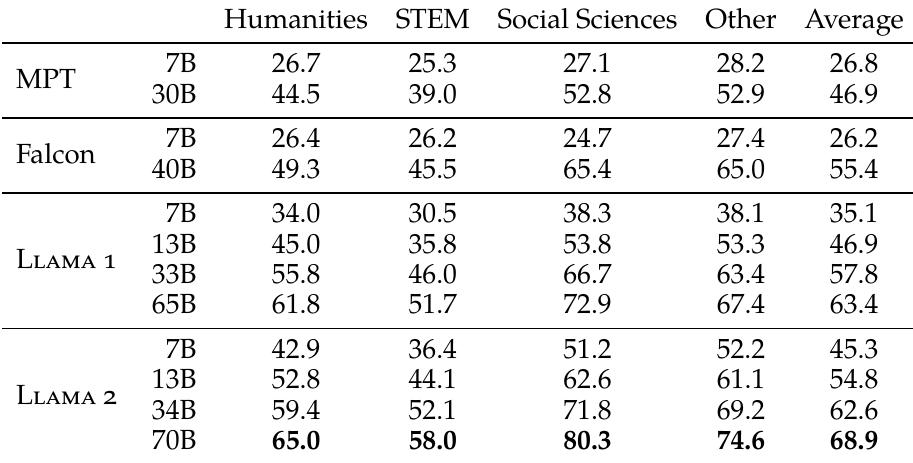 Humanities STEM Social Sciences Other Average
MPT 7B 26.7 25.3 27.1 28.2 26.8
30B 44.5 39.0 52.8 52.9 46.9
Falcon 7B 26.4 26.2 24.7 27.4 26.2
40B 49.3 45.5 65.4 65.0 55.4
LLAMA 1 7B 34.0 30.5 38.3 38.1 35.1
13B 45.0 35.8 53.8 53.3 46.9
33B 55.8 46.0 66.7 63.4 57.8
65B 61.8 51.7 72.9 67.4 63.4
LLAMA 2 7B 42.9 36.4 51.2 52.2 45.3
13B 52.8 44.1 62.6 61.1 54.8
34B 59.4 52.1 71.8 69.2 62.6
70B 65.0 58.0 80.3 74.6 68.9